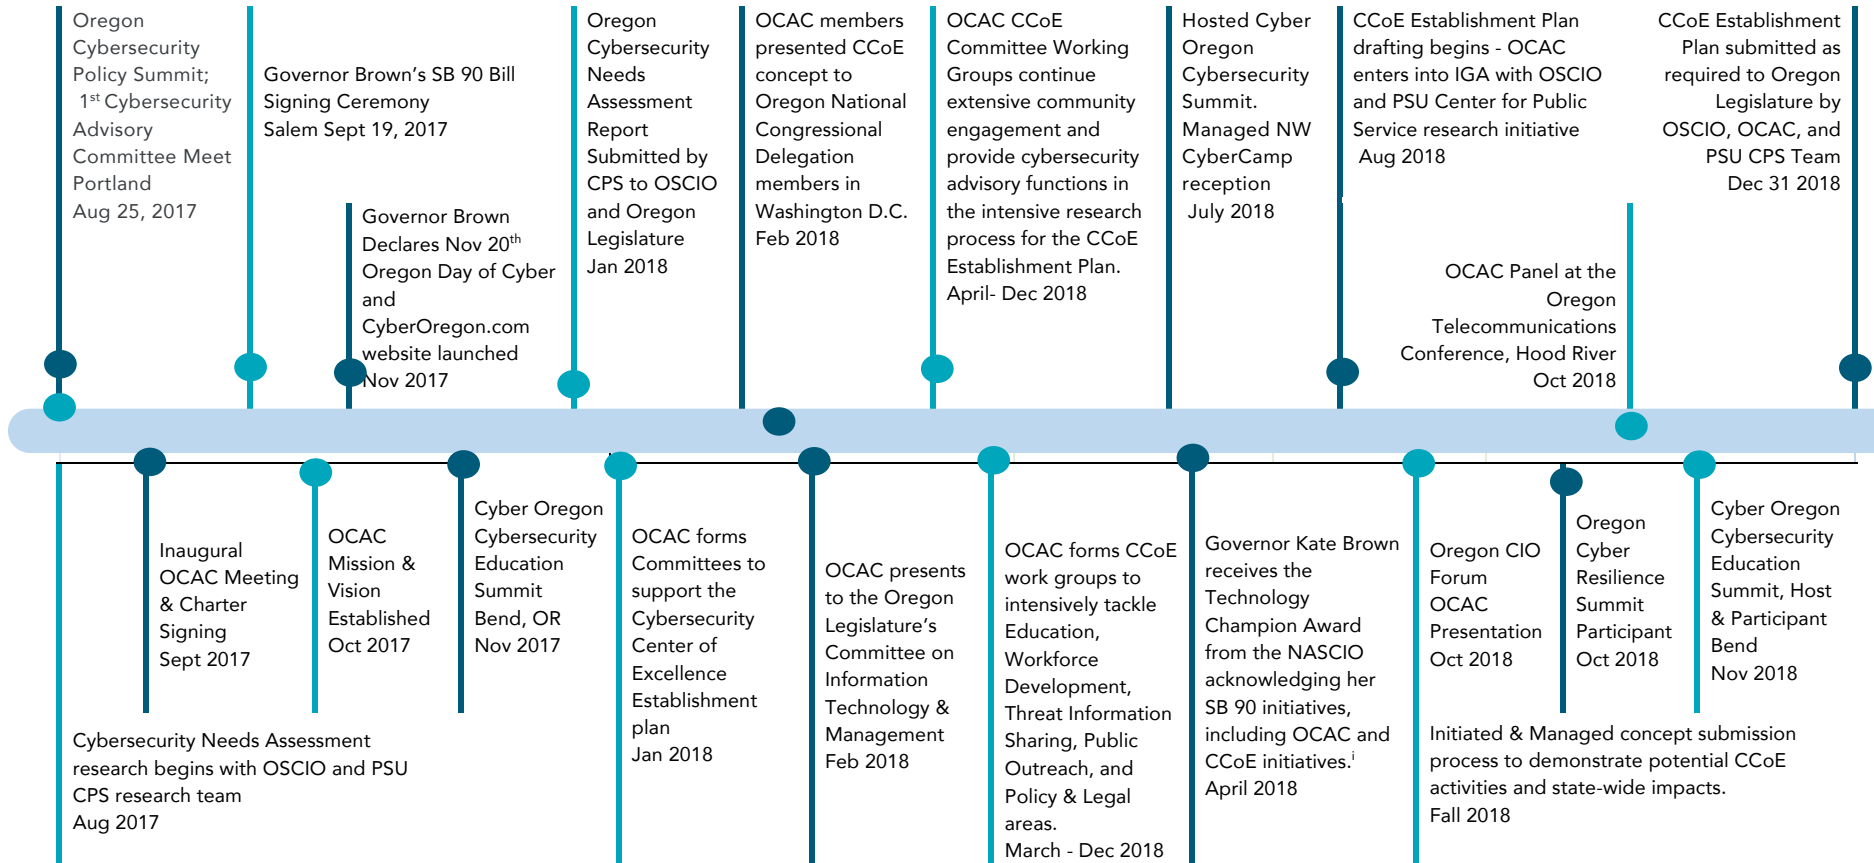 Oregon
Cybersecurity
Policy Summit;
1st Cybersecurity
Advisory
Committee Meet
Portland
Aug 25, 2017
Governor Brown’s SB 90 Bill
Signing Ceremony
Salem Sept 19, 2017
Governor Brown
Declares Nov 20th
Oregon Day of Cyber
and
CyberOregon.com
website launched
Nov 2017
Oregon
Cybersecurity
Needs
Assessment
Report
Submitted by
CPS to OSCIO
and Oregon
Legislature
Jan 2018
OCAC members
presented CCoE
concept to
Oregon National
Congressional
Delegation
members in
Washington D.C.
Feb 2018
OCAC CCoE
Committee Working
Groups continue
extensive community
engagement and
provide cybersecurity
advisory functions in
the intensive research
process for the CCoE
Establishment Plan.
April- Dec 2018
Hosted Cyber
Oregon
Cybersecurity
Summit.
Managed NW
CyberCamp
reception
July 2018
CCoE Establishment Plan
drafting begins - OCAC
enters into IGA with OSCIO
and PSU Center for Public
Service research initiative
Aug 2018
OCAC Panel at the
Oregon
Telecommunications
Conference, Hood River
Oct 2018
CCoE Establishment
Plan submitted as
required to Oregon
Legislature by
OSCIO, OCAC, and
PSU CPS Team
Dec 31 2018
Cybersecurity Needs Assessment
research begins with OSCIO and PSU
CPS research team
Aug 2017
Inaugural
OCAC Meeting
& Charter
Signing
Sept 2017
OCAC
Mission &
Vision
Established
Oct 2017
Cyber Oregon
Cybersecurity
Education
Summit
Bend, OR
Nov 2017
OCAC forms
Committees to
support the
Cybersecurity
Center of
Excellence
Establishment
plan
Jan 2018
OCAC presents
to the Oregon
Legislature’s
Committee on
Information
Technology &
Management
Feb 2018
OCAC forms CCoE
work groups to
intensively tackle
Education,
Workforce
Development,
Threat Information
Sharing, Public
Outreach, and
Policy & Legal
areas.
March - Dec 2018
Governor Kate Brown
receives the
Technology
Champion Award
from the NASCIO
acknowledging her
SB 90 initiatives,
including OCAC and
CCoE initiatives.i
April 2018
Oregon CIO
Forum
OCAC
Presentation
Oct 2018
Oregon
Cyber
Resilience
Summit
Participant
Oct 2018
Cyber Oregon
Cybersecurity
Education
Summit, Host
& Participant
Bend
Nov 2018
Initiated & Managed concept submission
process to demonstrate potential CCoE
activities and state-wide impacts.
Fall 2018